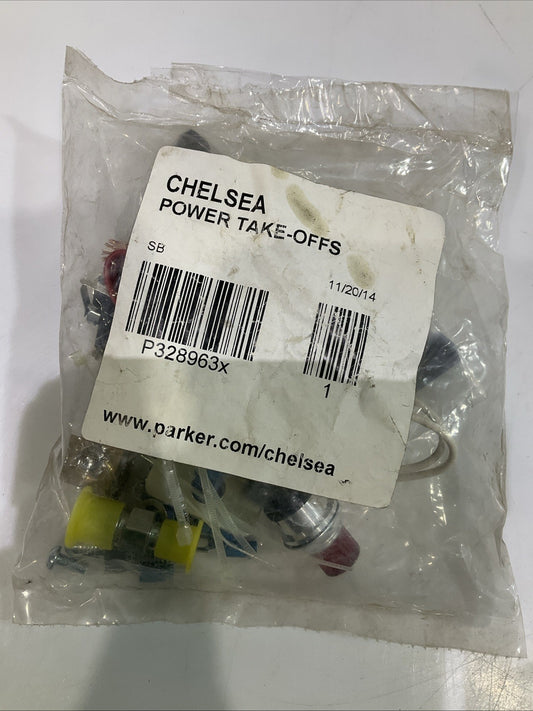 CHELSEA
POWER TAKE-OFFS
SB
11/20/14
P328963x
1
www.parker.com/chelsea